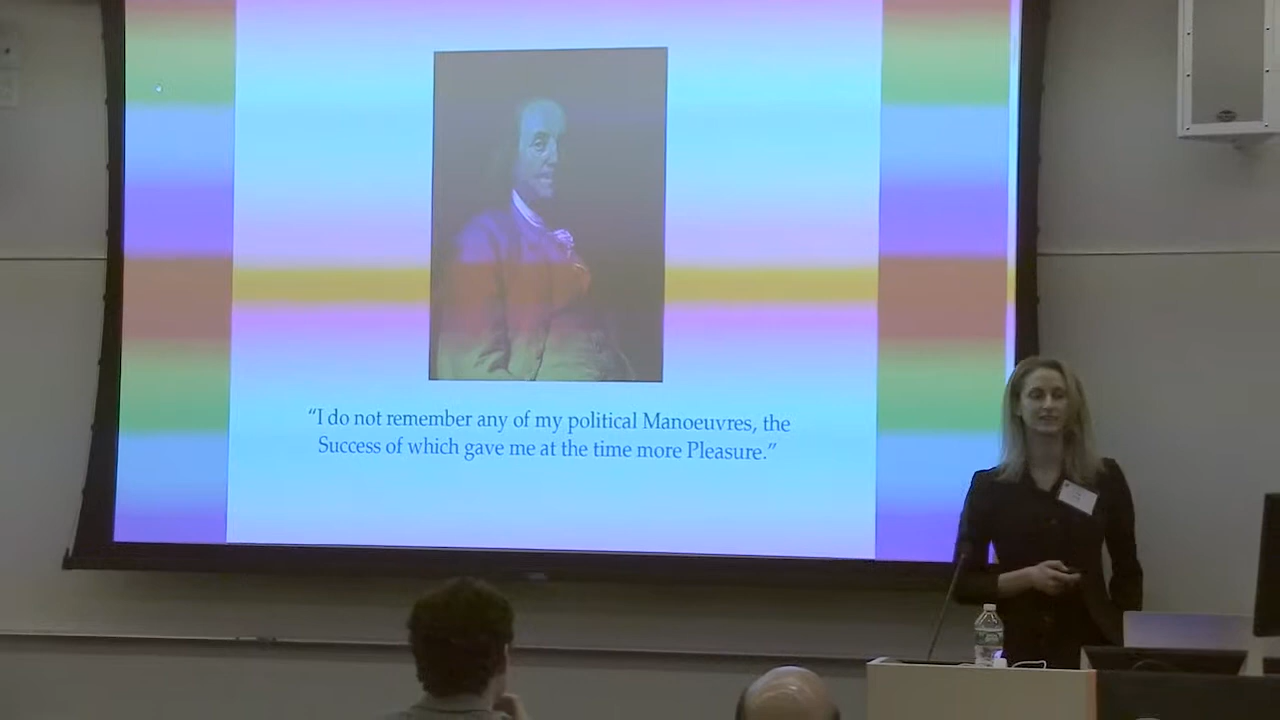 “I do not remember any of my political Manoeuvres, the
Success of which gave me at the time more Pleasure.”